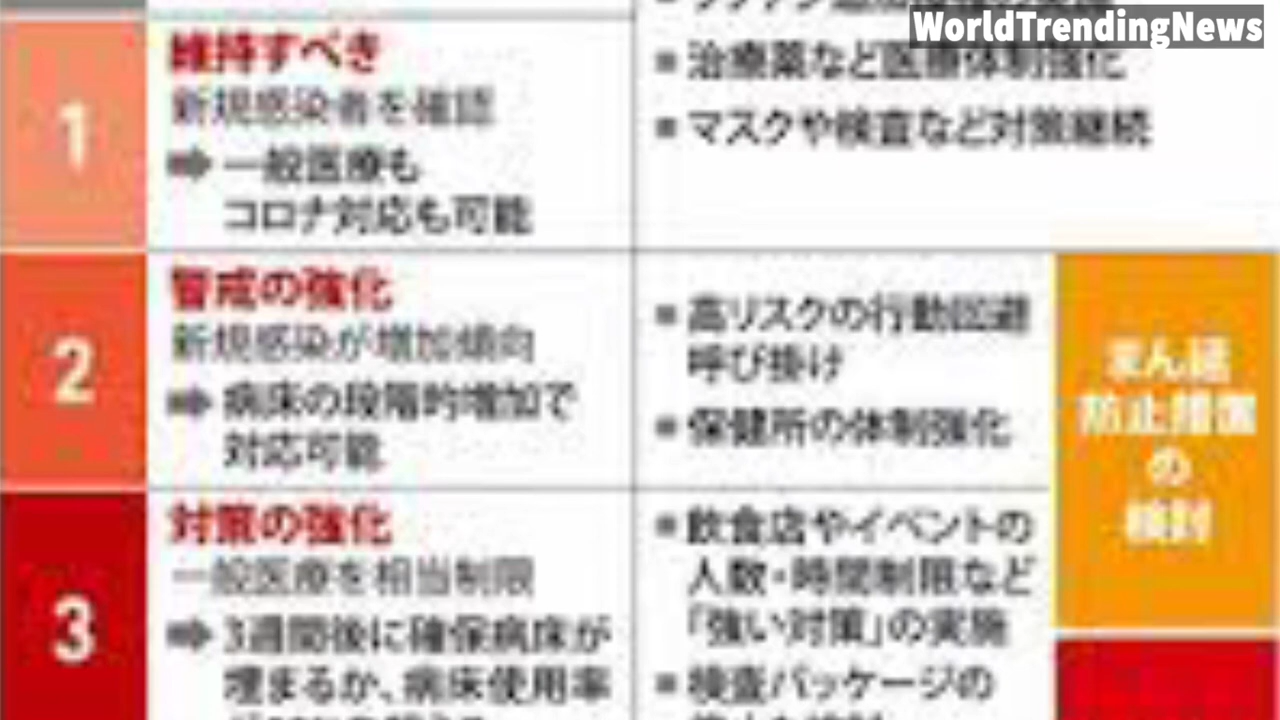 WorldTrendingNews
1
維持すべき
新規感染者を確認
➡ 一般医療も
コロナ対応も可能
■ 治療薬など医療体制強化
■ マスクや検査など対策継続
2
警戒の強化
新規感染が増加傾向
➡ 病床の段階的増加で
対応可能
■ 高リスクの行動回避
呼び掛け
■ 保健所の体制強化
まん延
防止措置
の
検討
3
対策の強化
一般医療を相当制限
➡ 3週間後に確保病床が
埋まるか、病床使用率
■ 飲食店やイベントの
人数・時間制限など
「強い対策」の実施
■ 検査パッケージの